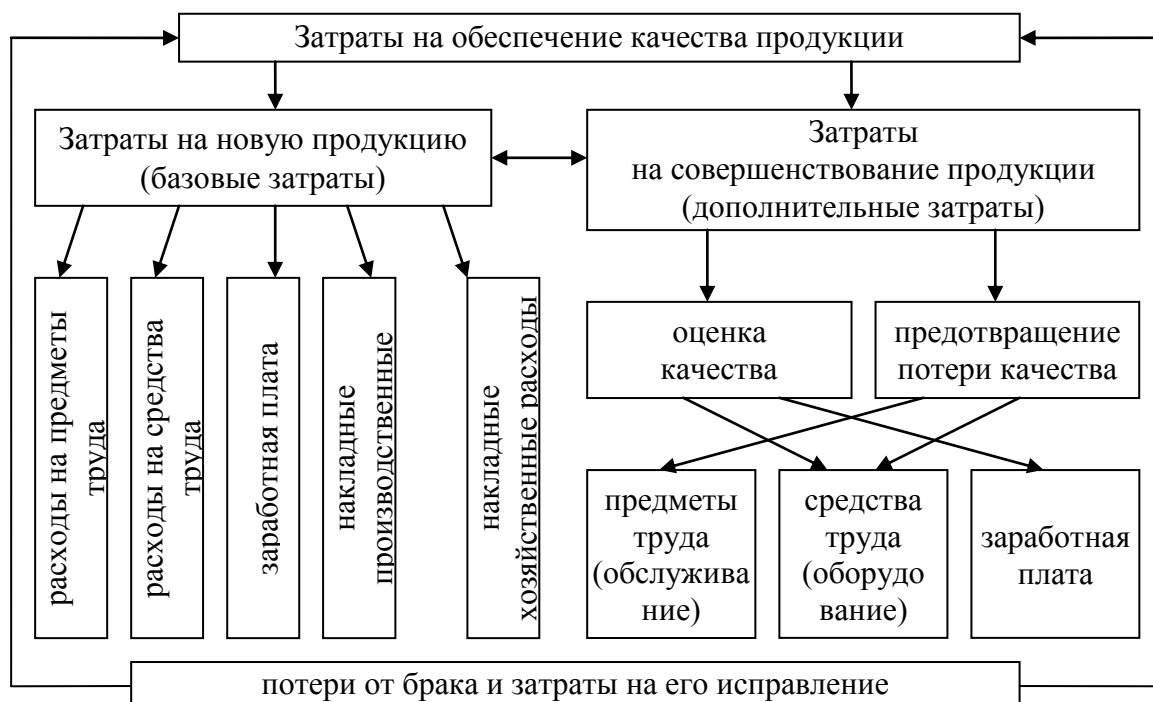 Затраты на обеспечение качества продукции
Затраты на новую продукцию
(базовые затраты)
Затраты
на совершенствование продукции
(дополнительные затраты)
расходы на предметы
труда
расходы на средства
труда
заработная плата
накладные
производственные
накладные
хозяйственные расходы
оценка
качества
предотвращение
потери качества
предметы
труда
(обслужива
ние)
средства
труда
(оборудо
вание)
заработная
плата
потери от брака и затраты на его исправление